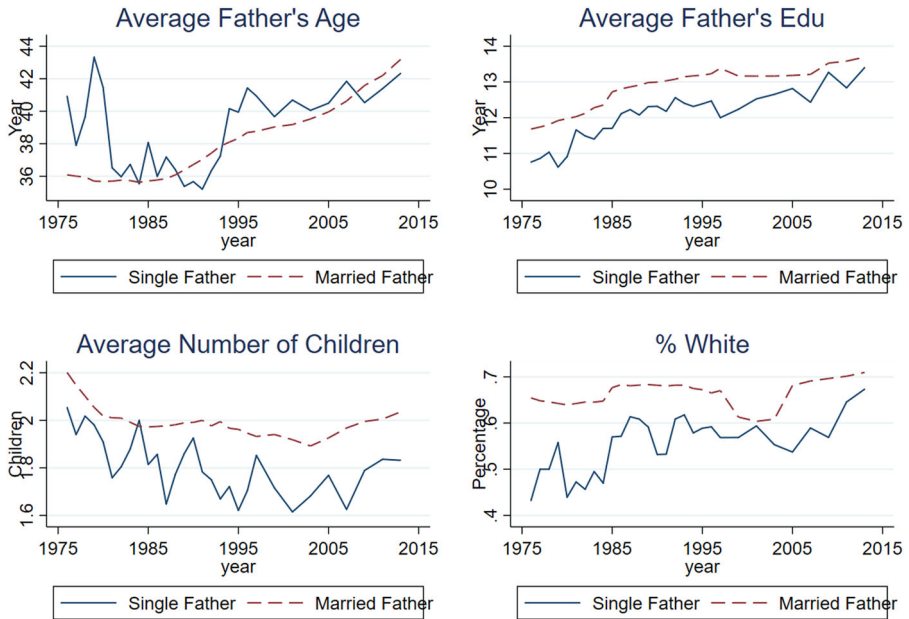 Average Father's Age
Year
44
42
40
38
36
1975 1985 1995 2005 2015
year
Single Father Married Father
Average Father's Edu
Year
14
13
12
11
10
1975 1985 1995 2005 2015
year
Single Father Married Father
Average Number of Children
Children
2.2
2
1.8
1.6
1975 1985 1995 2005 2015
year
Single Father Married Father
% White
Percentage
.7
.6
.5
.4
1975 1985 1995 2005 2015
year
Single Father Married Father